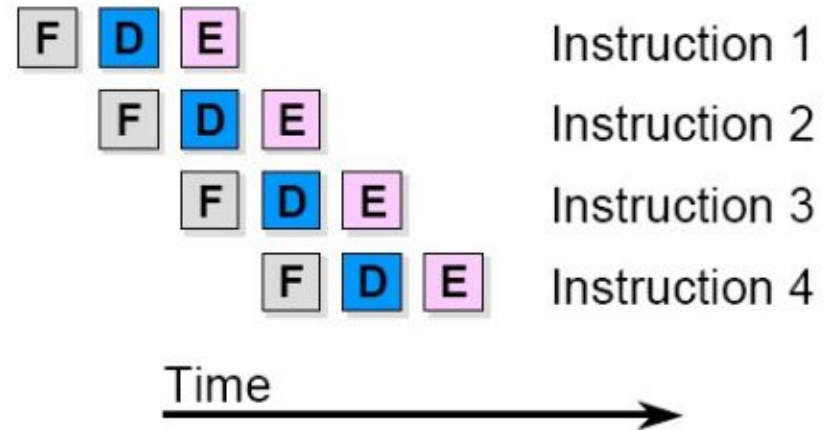 F D E Instruction 1
F D E Instruction 2
F D E Instruction 3
F D E Instruction 4
Time